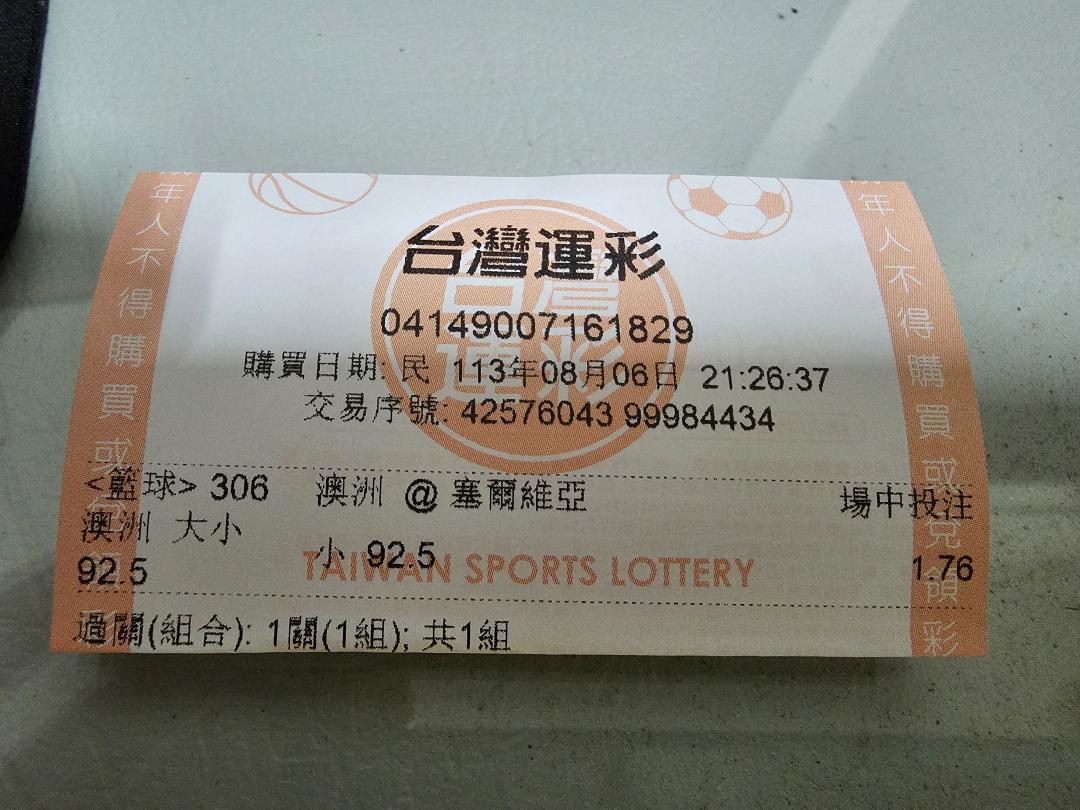 台灣運彩
04149007161829
購買日期: 民 113年08月06日 21:26:37
交易序號: 42576043 99984434
<籃球> 306 澳洲 @ 塞爾維亞 場中投注
澳洲 大小
92.5 小 92.5 1.76
TAIWAN SPORTS LOTTERY
過關(組合): 1關(1組); 共1組
年人不得購買或
年人不得購買或兌領彩